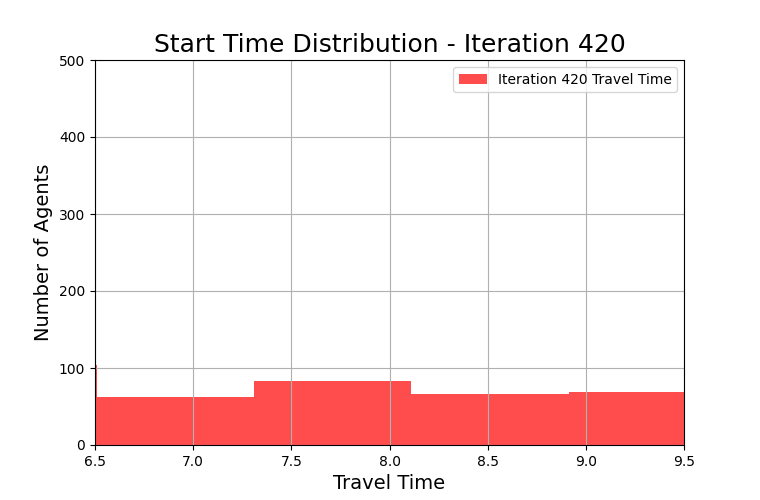 Start Time Distribution - Iteration 420
Iteration 420 Travel Time
500
400
300
200
100
0
6.5 7.0 7.5 8.0 8.5 9.0 9.5
Number of Agents
Travel Time